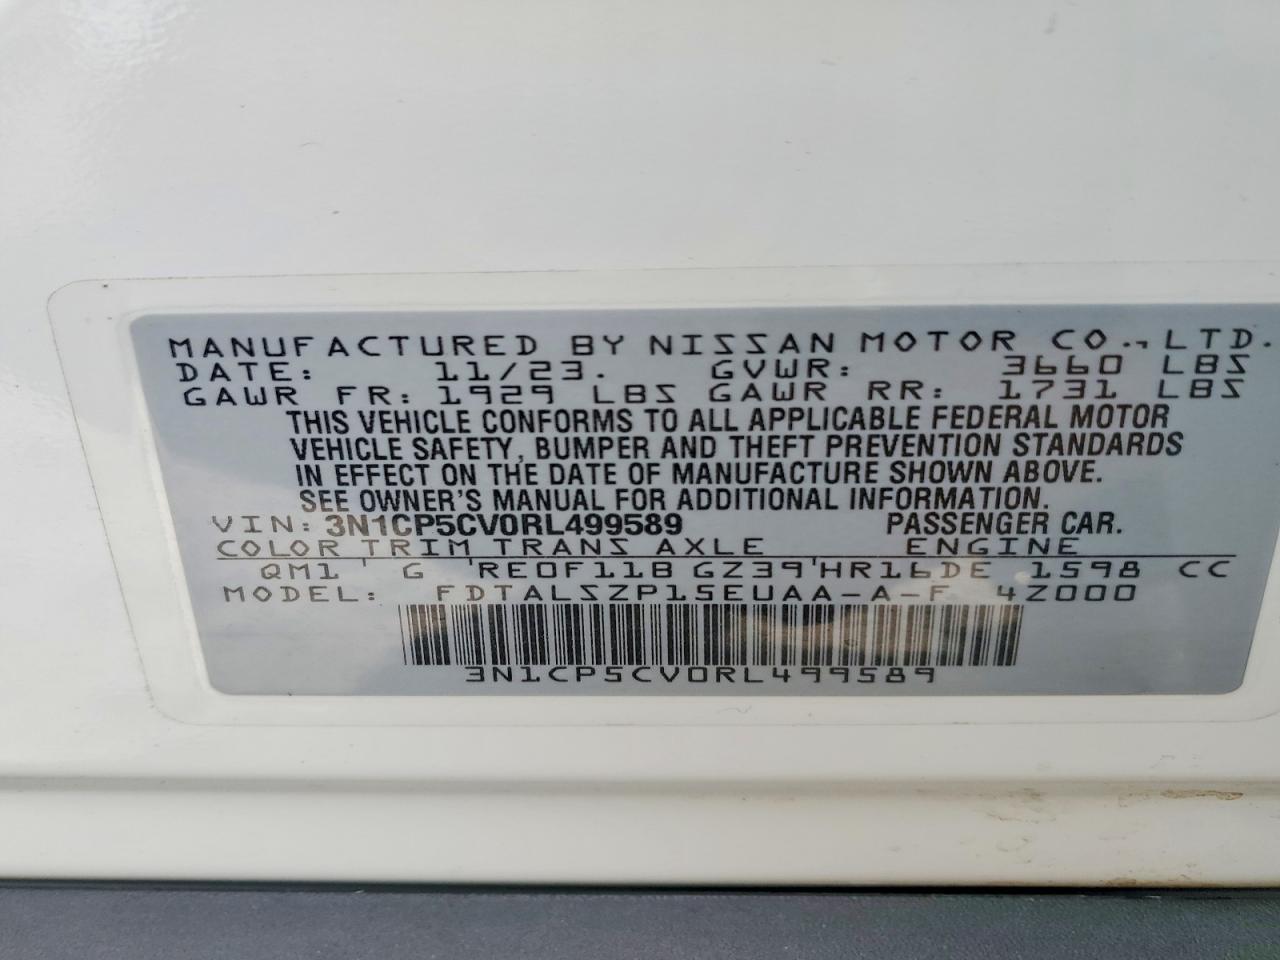 MANUFACTURED BY NISSAN MOTOR CO., LTD.
DATE: 11/23. GVWR: 3660 LBS
GAWR FR: 1929 LBS GAWR RR: 1731 LBS
THIS VEHICLE CONFORMS TO ALL APPLICABLE FEDERAL MOTOR
VEHICLE SAFETY, BUMPER AND THEFT PREVENTION STANDARDS
IN EFFECT ON THE DATE OF MANUFACTURE SHOWN ABOVE.
SEE OWNER'S MANUAL FOR ADDITIONAL INFORMATION.
VIN: 3N1CP5CV0RL499589 PASSENGER CAR.
COLOR TRIM TRANS AXLE ENGINE
QM1 ' G 'RE0F11B GZ39'HR16DE 1598 CC
MODEL: FDTALSZP15EUAA-A-F 4Z000
3N1CP5CV0RL499589